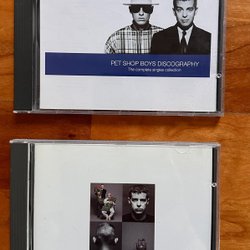 PET SHOP BOYS DISCOGRAPHY
The complete singles collection